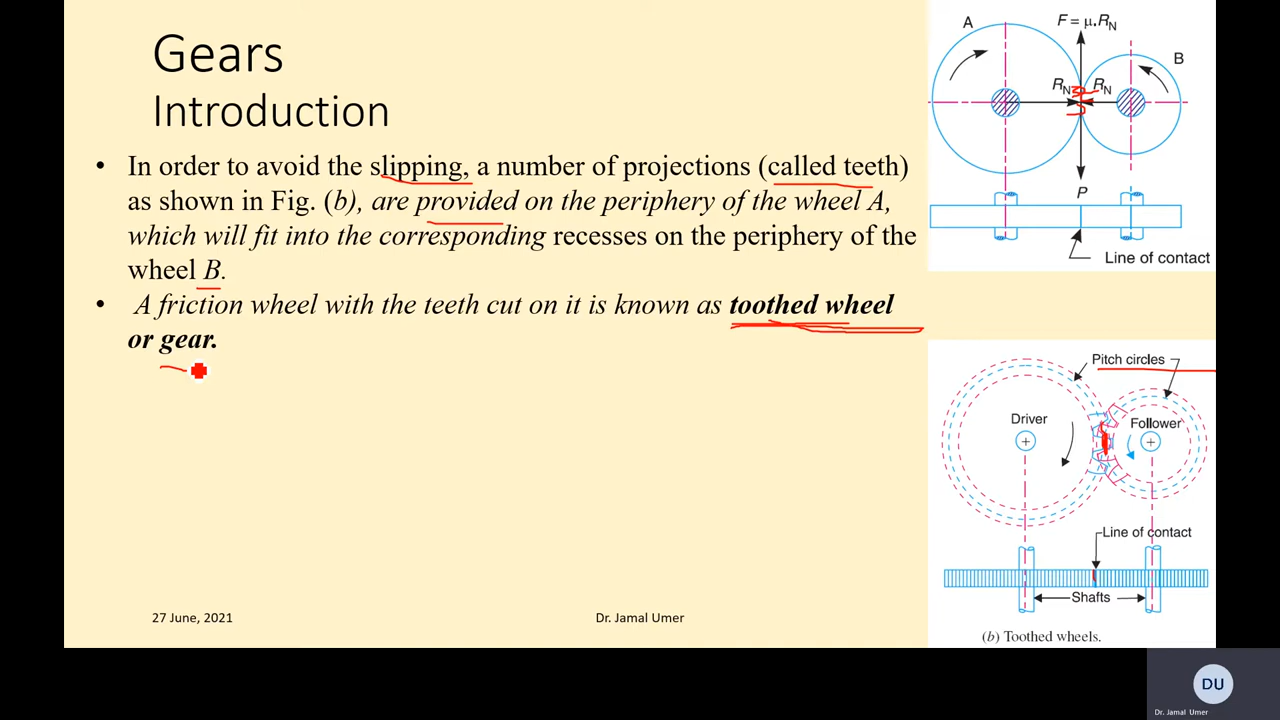 Gears
Introduction
• In order to avoid the slipping, a number of projections (called teeth)
as shown in Fig. (b), are provided on the periphery of the wheel A,
which will fit into the corresponding recesses on the periphery of the
wheel B.
• A friction wheel with the teeth cut on it is known as toothed wheel
or gear.
27 June, 2021
Dr. Jamal Umer
A
F = μ.RN
B
RN
RN
P
Line of contact
Pitch circles
Driver
Follower
Line of contact
Shafts
(b) Toothed wheels.
DU
Dr. Jamal Umer